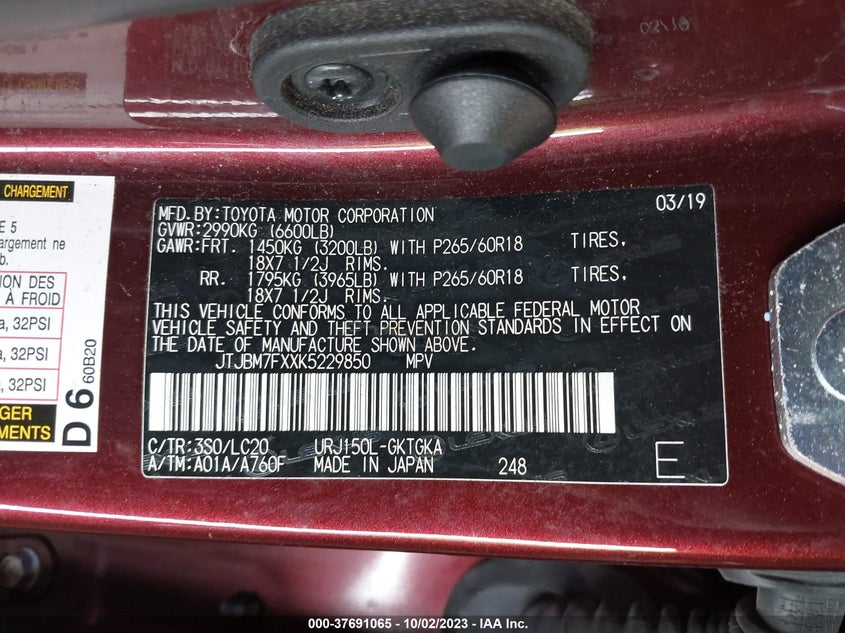 CHARGEMENT
E 5
argement ne
b.
ION DES
À FROID
a, 32PSI
a, 32PSI
a, 32PSI
GER
EMENTS
D 6
60B20
MFD.BY:TOYOTA MOTOR CORPORATION 03/19
GVWR:2990KG (6600LB)
GAWR:FRT. 1450KG (3200LB) WITH P265/60R18 TIRES,
18X7 1/2J RIMS.
RR. 1795KG (3965LB) WITH P265/60R18 TIRES,
18X7 1/2J RIMS.
THIS VEHICLE CONFORMS TO ALL APPLICABLE FEDERAL MOTOR
VEHICLE SAFETY AND THEFT PREVENTION STANDARDS IN EFFECT ON
THE DATE OF MANUFACTURE SHOWN ABOVE.
JTJBM7FXXK5229850 MPV
C/TR:3S0/LC20 URJ150L-GKTGKA
A/TM:A01A/A760F MADE IN JAPAN 248 E
000-37691065 - 10/02/2023 - IAA Inc.